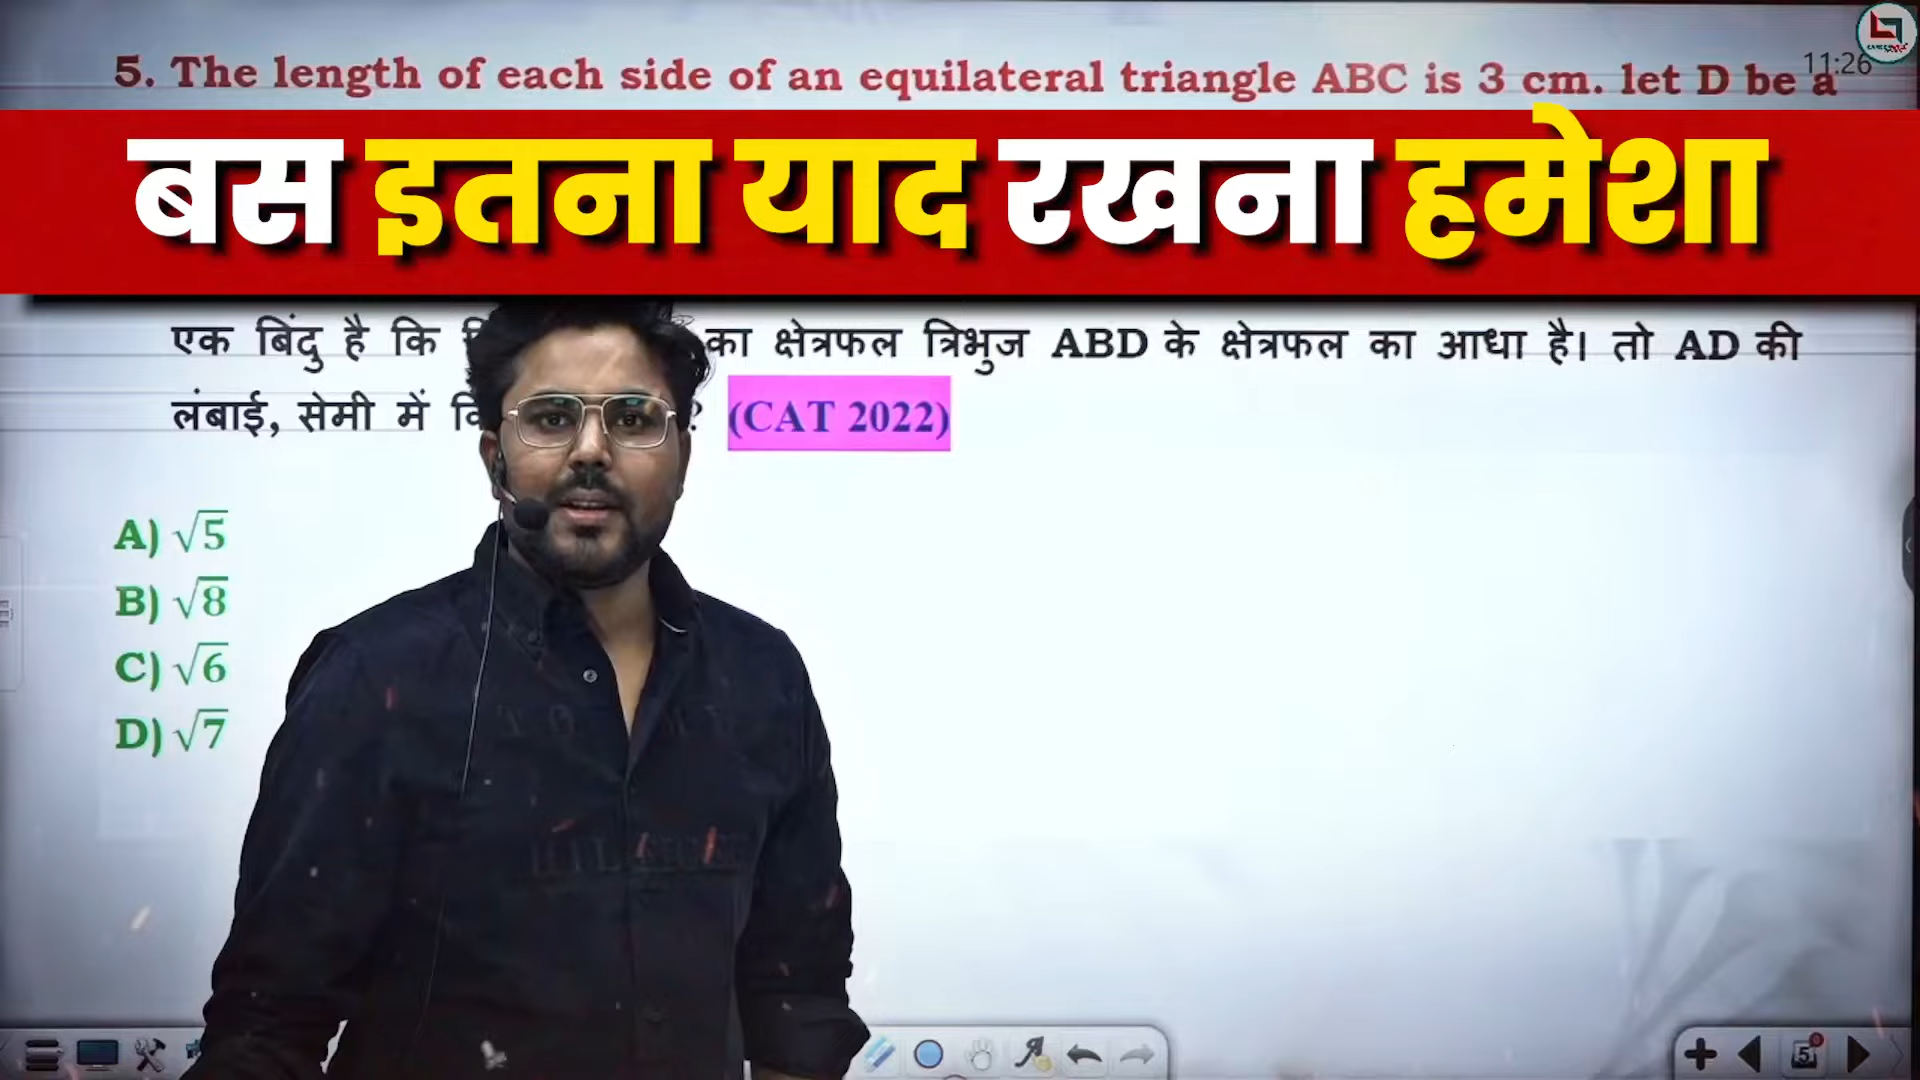 5. The length of each side of an equilateral triangle ABC is 3 cm. let D be a
11:26
बस इतना याद रखना हमेशा
एक बिंदु है कि का क्षेत्रफल त्रिभुज ABD के क्षेत्रफल का आधा है। तो AD की
लंबाई, सेमी में ? (CAT 2022)
A) √5
B) √8
C) √6
D) √7
5